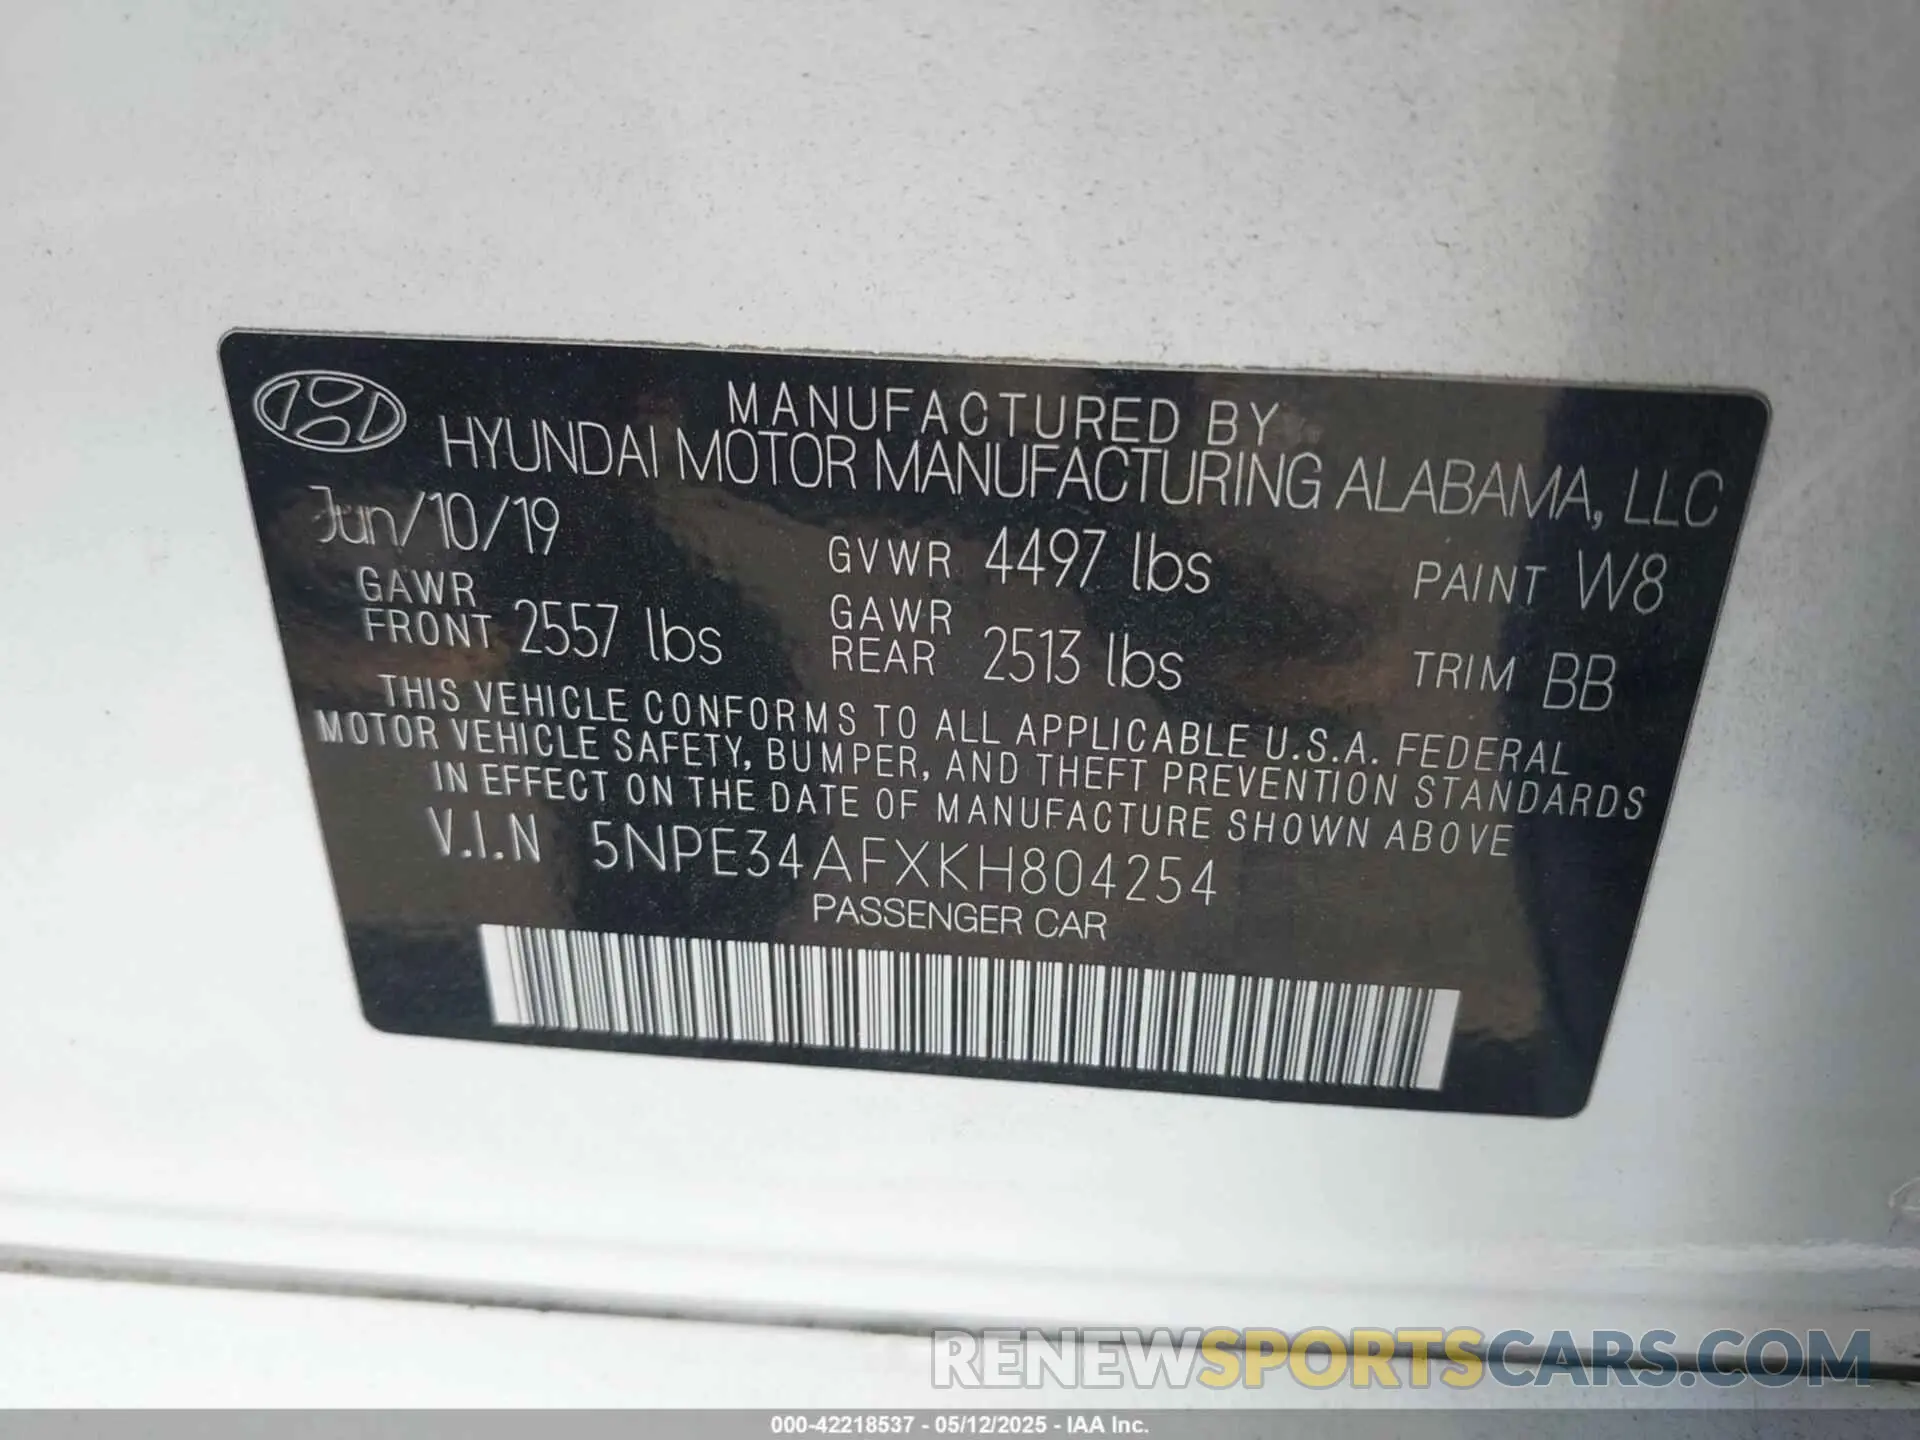 MANUFACTURED BY
HYUNDAI MOTOR MANUFACTURING ALABAMA, LLC
Jun/10/19 GVWR 4497 lbs PAINT W8
GAWR FRONT 2557 lbs GAWR REAR 2513 lbs TRIM BB
THIS VEHICLE CONFORMS TO ALL APPLICABLE U.S.A. FEDERAL
MOTOR VEHICLE SAFETY, BUMPER, AND THEFT PREVENTION STANDARDS
IN EFFECT ON THE DATE OF MANUFACTURE SHOWN ABOVE
V.I.N 5NPE34AFXKH804254
PASSENGER CAR
RENEWSPORTSCARS.COM
000-42218537 - 05/12/2025 - IAA Inc.